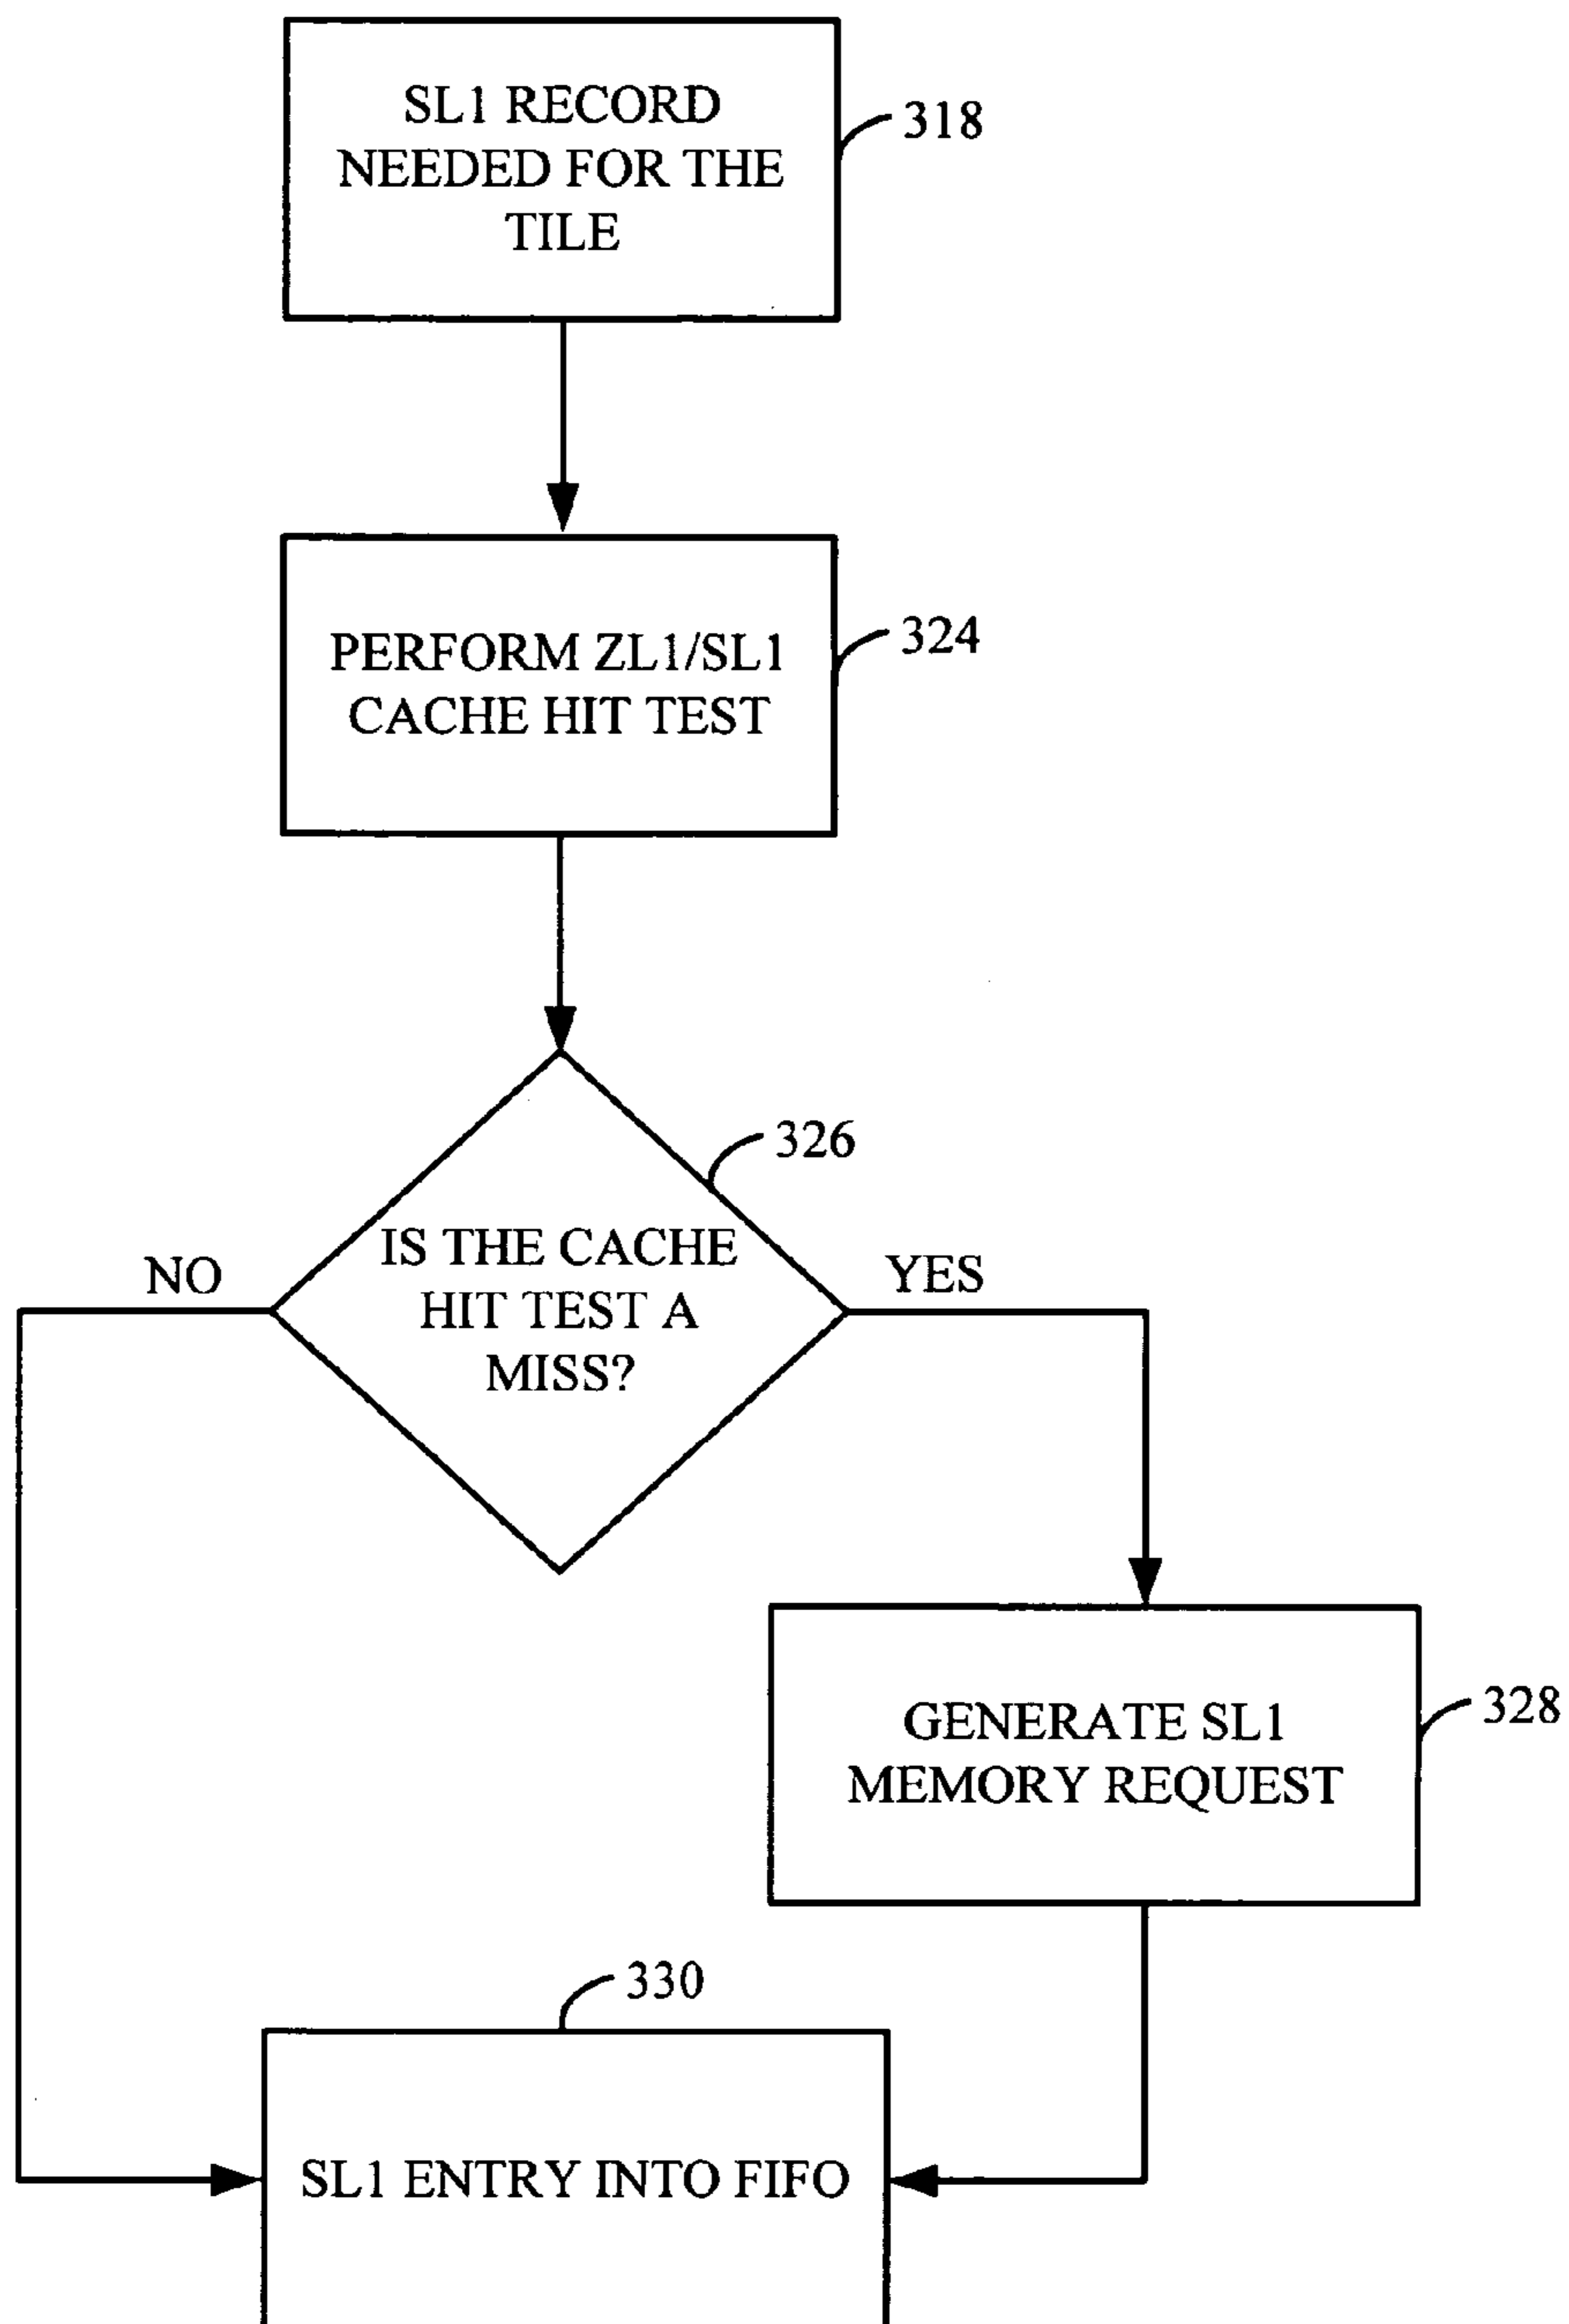 SL1 RECORD
NEEDED FOR THE
TILE
318
PERFORM ZL1/SL1
CACHE HIT TEST
324
326
IS THE CACHE
HIT TEST A
MISS?
NO
YES
GENERATE SL1
MEMORY REQUEST
328
330
SL1 ENTRY INTO FIFO